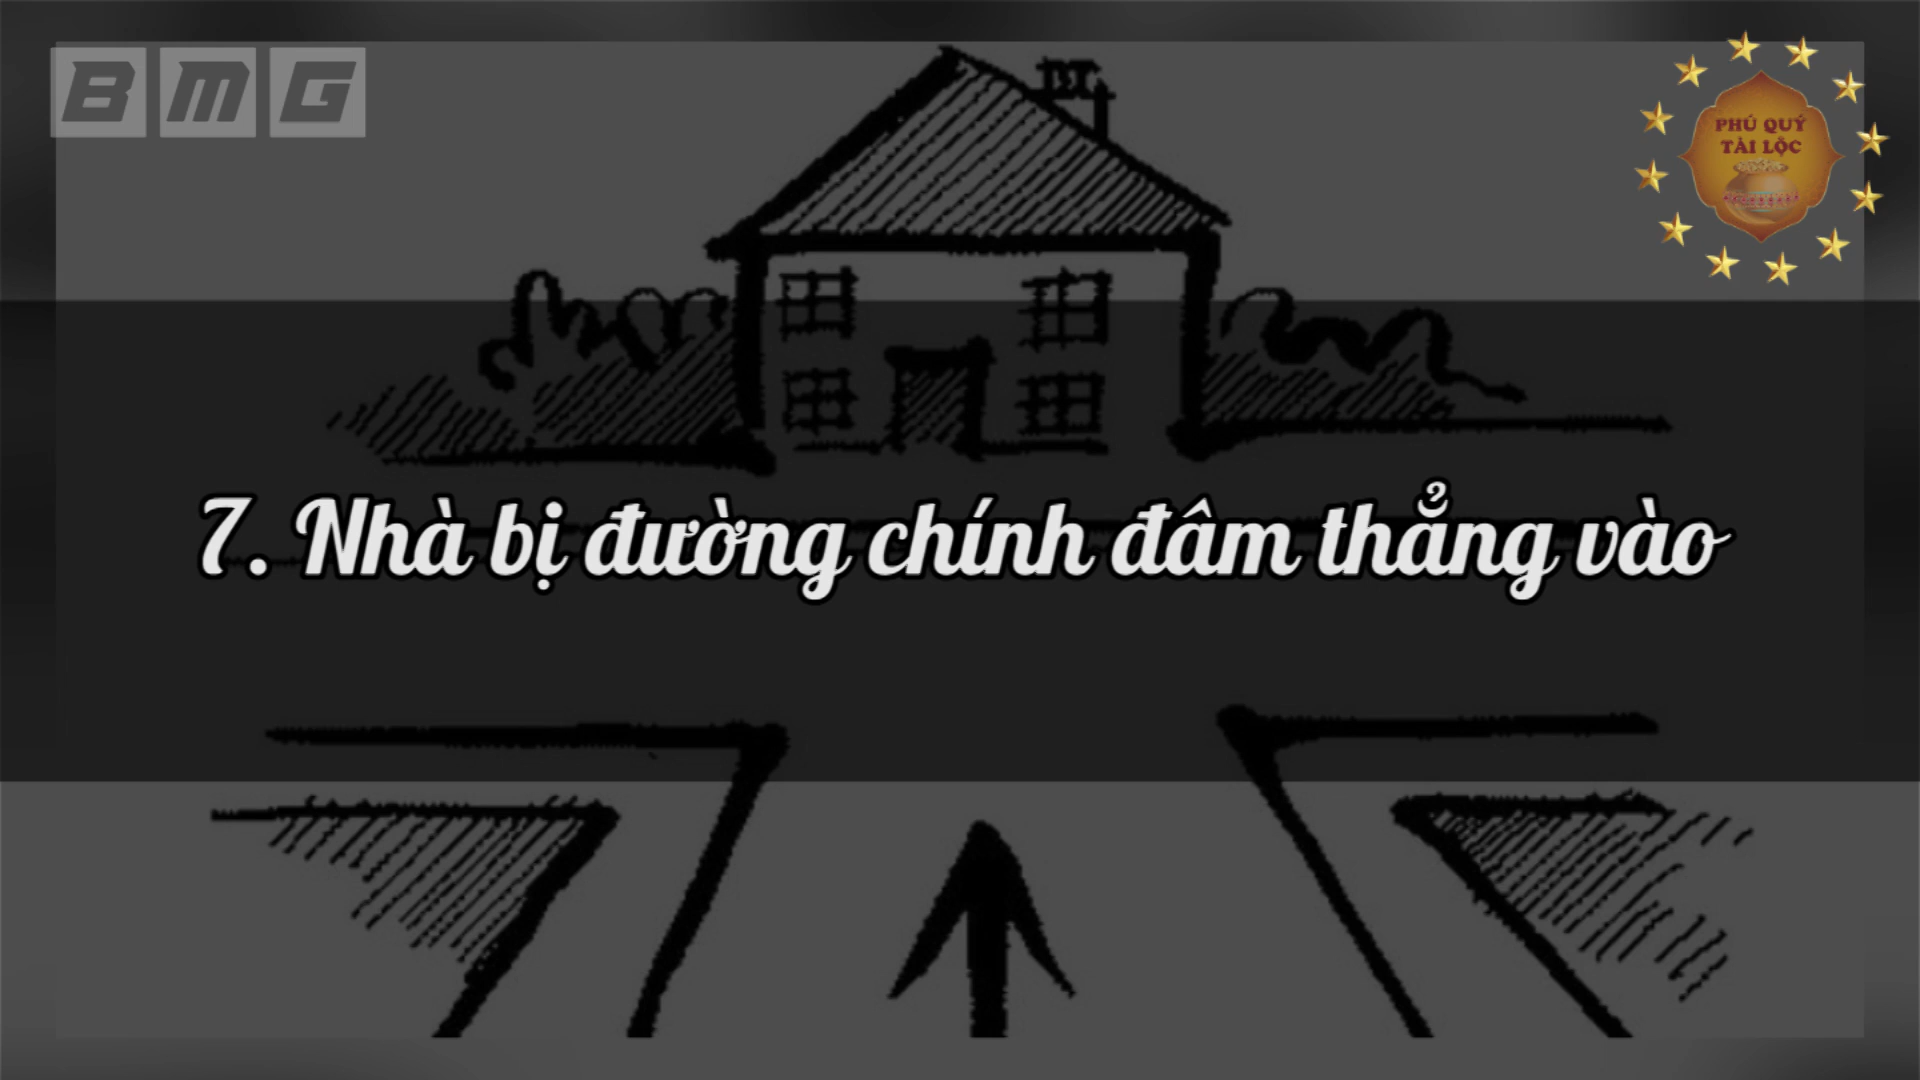 BMG
PHÚ QUÝ
TÀI LỘC
7. Nhà bị đường chính đâm thẳng vào